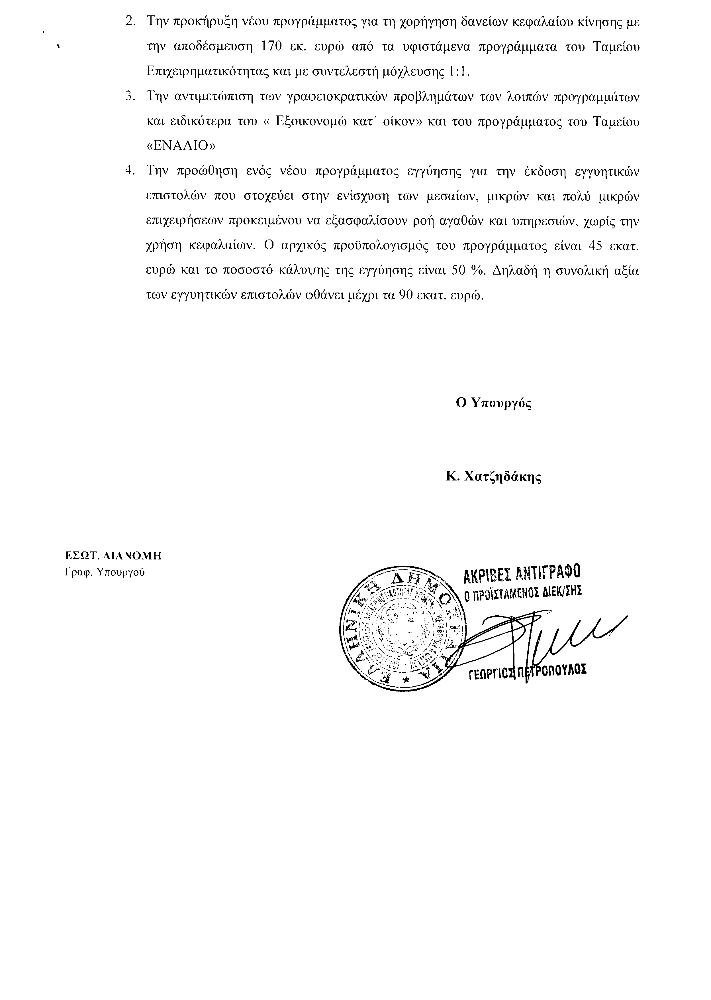 2. Την προκήρυξη νέου προγράμματος για τη χορήγηση δανείων κεφαλαίου κίνησης με
την αποδέσμευση 170 εκ. ευρώ από τα υφιστάμενα προγράμματα του Ταμείου
Επιχειρηματικότητας και με συντελεστή μόχλευσης 1:1.
3. Την αντιμετώπιση των γραφειοκρατικών προβλημάτων των λοιπών προγραμμάτων
και ειδικότερα του « Εξοικονομώ κατ΄ οίκον» και του προγράμματος του Ταμείου
«ΕΝΑΛΙΟ»
4. Την προώθηση ενός νέου προγράμματος εγγύησης για την έκδοση εγγυητικών
επιστολών που στοχεύει στην ενίσχυση των μεσαίων, μικρών και πολύ μικρών
επιχειρήσεων προκειμένου να εξασφαλίσουν ροή αγαθών και υπηρεσιών, χωρίς την
χρήση κεφαλαίων. Ο αρχικός προϋπολογισμός του προγράμματος είναι 45 εκατ.
ευρώ και το ποσοστό κάλυψης της εγγύησης είναι 50 %. Δηλαδή η συνολική αξία
των εγγυητικών επιστολών φθάνει μέχρι τα 90 εκατ. ευρώ.
Ο Υπουργός
Κ. Χατζηδάκης
ΕΣΩΤ. ΔΙΑΝΟΜΗ
Γραφ. Υπουργού
ΑΚΡΙΒΕΣ ΑΝΤΙΓΡΑΦΟ
Ο ΠΡΟΪΣΤΑΜΕΝΟΣ ΔΙΕΚ/ΣΗΣ
ΕΛΛΗΝΙΚΗ ΔΗΜΟΚΡΑΤΙΑ
ΓΕΩΡΓΙΟΣ ΠΕΤΡΟΠΟΥΛΟΣ